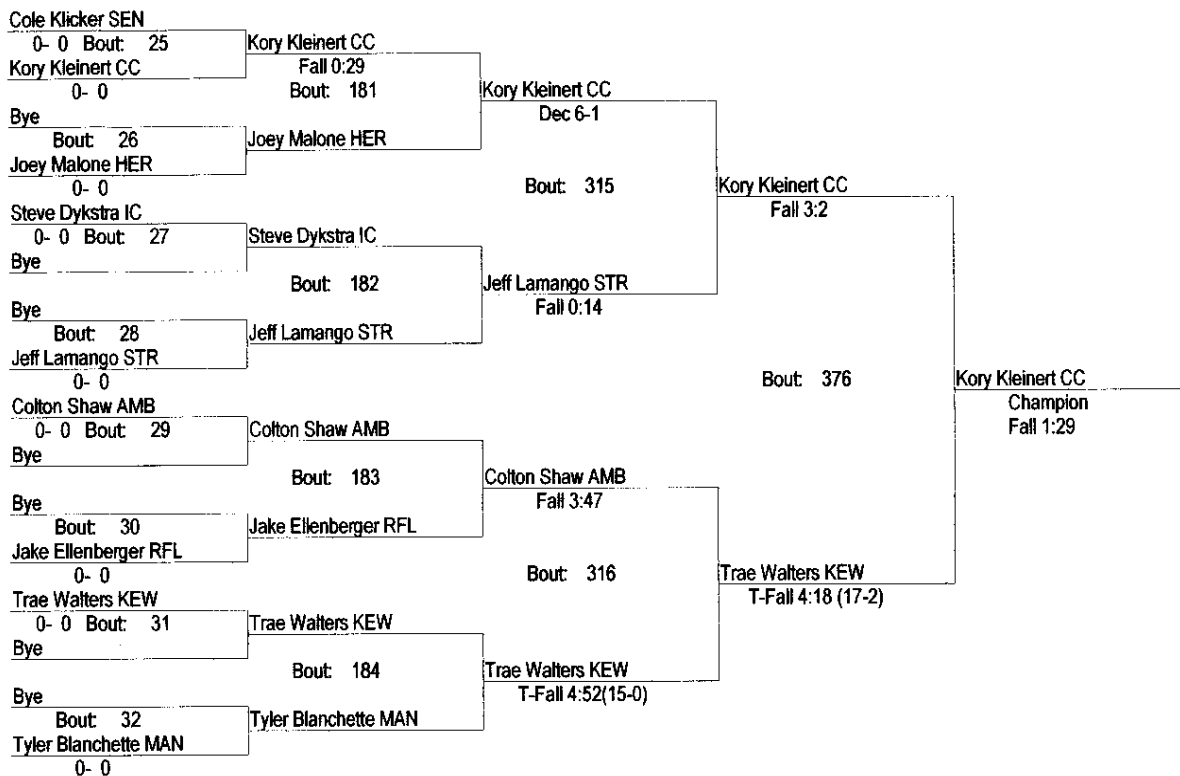 Cole Klicker SEN
0- 0 Bout: 25
Kory Kleinert CC
0- 0
Bye
Bout: 26
Joey Malone HER
0- 0
Steve Dykstra IC
0- 0 Bout: 27
Bye
Bye
Bout: 28
Jeff Lamango STR
0- 0
Colton Shaw AMB
0- 0 Bout: 29
Bye
Bye
Bout: 30
Jake Ellenberger RFL
0- 0
Trae Walters KEW
0- 0 Bout: 31
Bye
Bye
Bout: 32
Tyler Blanchette MAN
0- 0
Kory Kleinert CC
Fall 0:29
Bout: 181
Joey Malone HER
Steve Dykstra IC
Bout: 182
Jeff Lamango STR
Colton Shaw AMB
Bout: 183
Jake Ellenberger RFL
Trae Walters KEW
Bout: 184
Tyler Blanchette MAN
Kory Kleinert CC
Dec 6-1
Bout: 315
Jeff Lamango STR
Fall 0:14
Colton Shaw AMB
Fall 3:47
Bout: 316
Trae Walters KEW
T-Fall 4:52(15-0)
Kory Kleinert CC
Fall 3:2
Bout: 376
Trae Walters KEW
T-Fall 4:18 (17-2)
Kory Kleinert CC
Champion
Fall 1:29